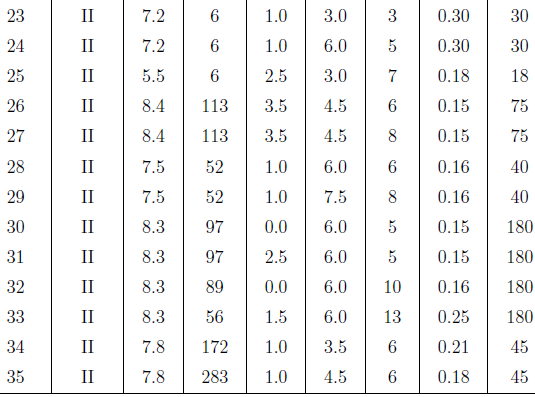 23 II 7.2 6 1.0 3.0 3 0.30 30
24 II 7.2 6 1.0 6.0 5 0.30 30
25 II 5.5 6 2.5 3.0 7 0.18 18
26 II 8.4 113 3.5 4.5 6 0.15 75
27 II 8.4 113 3.5 4.5 8 0.15 75
28 II 7.5 52 1.0 6.0 6 0.16 40
29 II 7.5 52 1.0 7.5 8 0.16 40
30 II 8.3 97 0.0 6.0 5 0.15 180
31 II 8.3 97 2.5 6.0 5 0.15 180
32 II 8.3 89 0.0 6.0 10 0.16 180
33 II 8.3 56 1.5 6.0 13 0.25 180
34 II 7.8 172 1.0 3.5 6 0.21 45
35 II 7.8 283 1.0 4.5 6 0.18 45